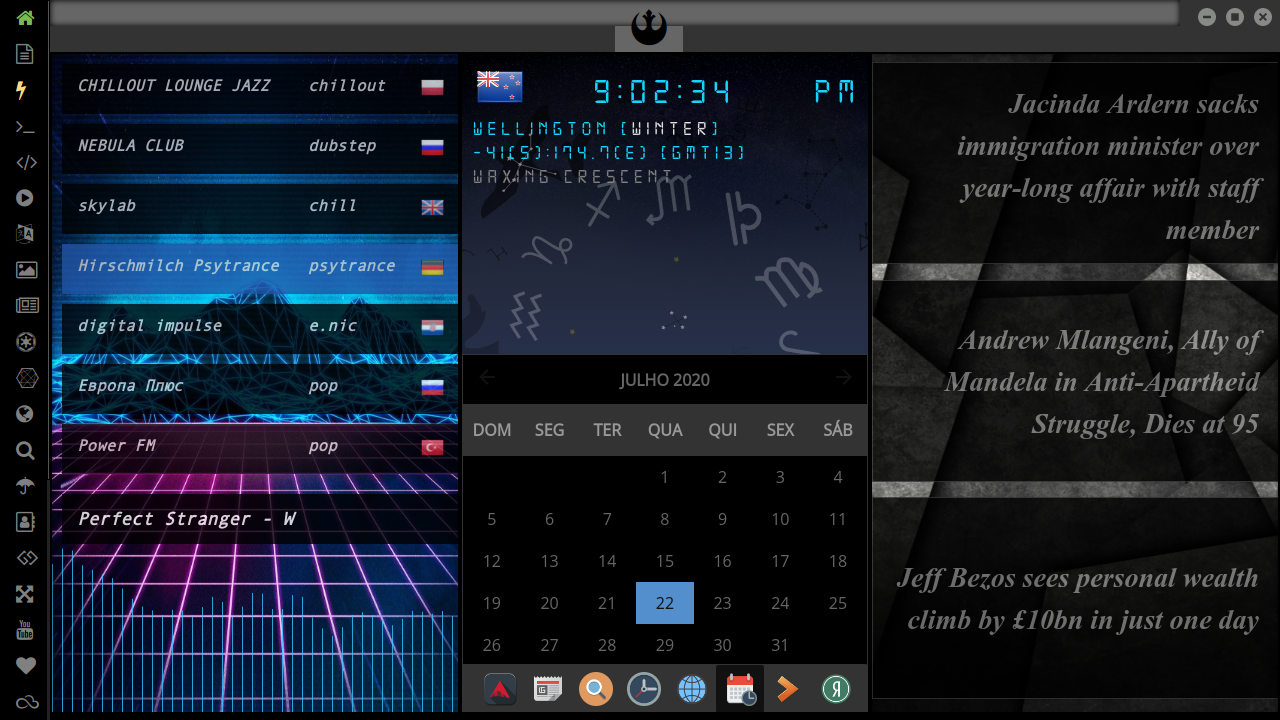 CHILLOUT LOUNGE JAZZ chillout
NEBULA CLUB dubstep
skylab chill
Hirschmilch Psytrance psytrance
digital impulse e.nic
Европа Плюс pop
Power FM pop
Perfect Stranger - W
9:02:34 PM
WELLINGTON [WINTER]
-41(S):174.7(E) [GMT13]
WAXING CRESCENT
JULHO 2020
DOM SEG TER QUA QUI SEX SÁB
1 2 3 4
5 6 7 8 9 10 11
12 13 14 15 16 17 18
19 20 21 22 23 24 25
26 27 28 29 30 31
Jacinda Ardern sacks
immigration minister over
year-long affair with staff
member
Andrew Mlangeni, Ally of
Mandela in Anti-Apartheid
Struggle, Dies at 95
Jeff Bezos sees personal wealth
climb by £10bn in just one day
You
Tube
Я